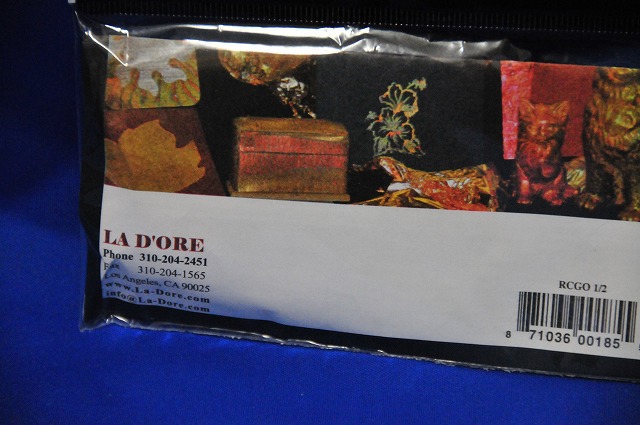 LA D'ORE
Phone 310-204-2451
Fax 310-204-1565
Los Angeles, CA 90025
www.La-Dore.com
info@La-Dore.com
RCGO 1/2
8 71036 00185